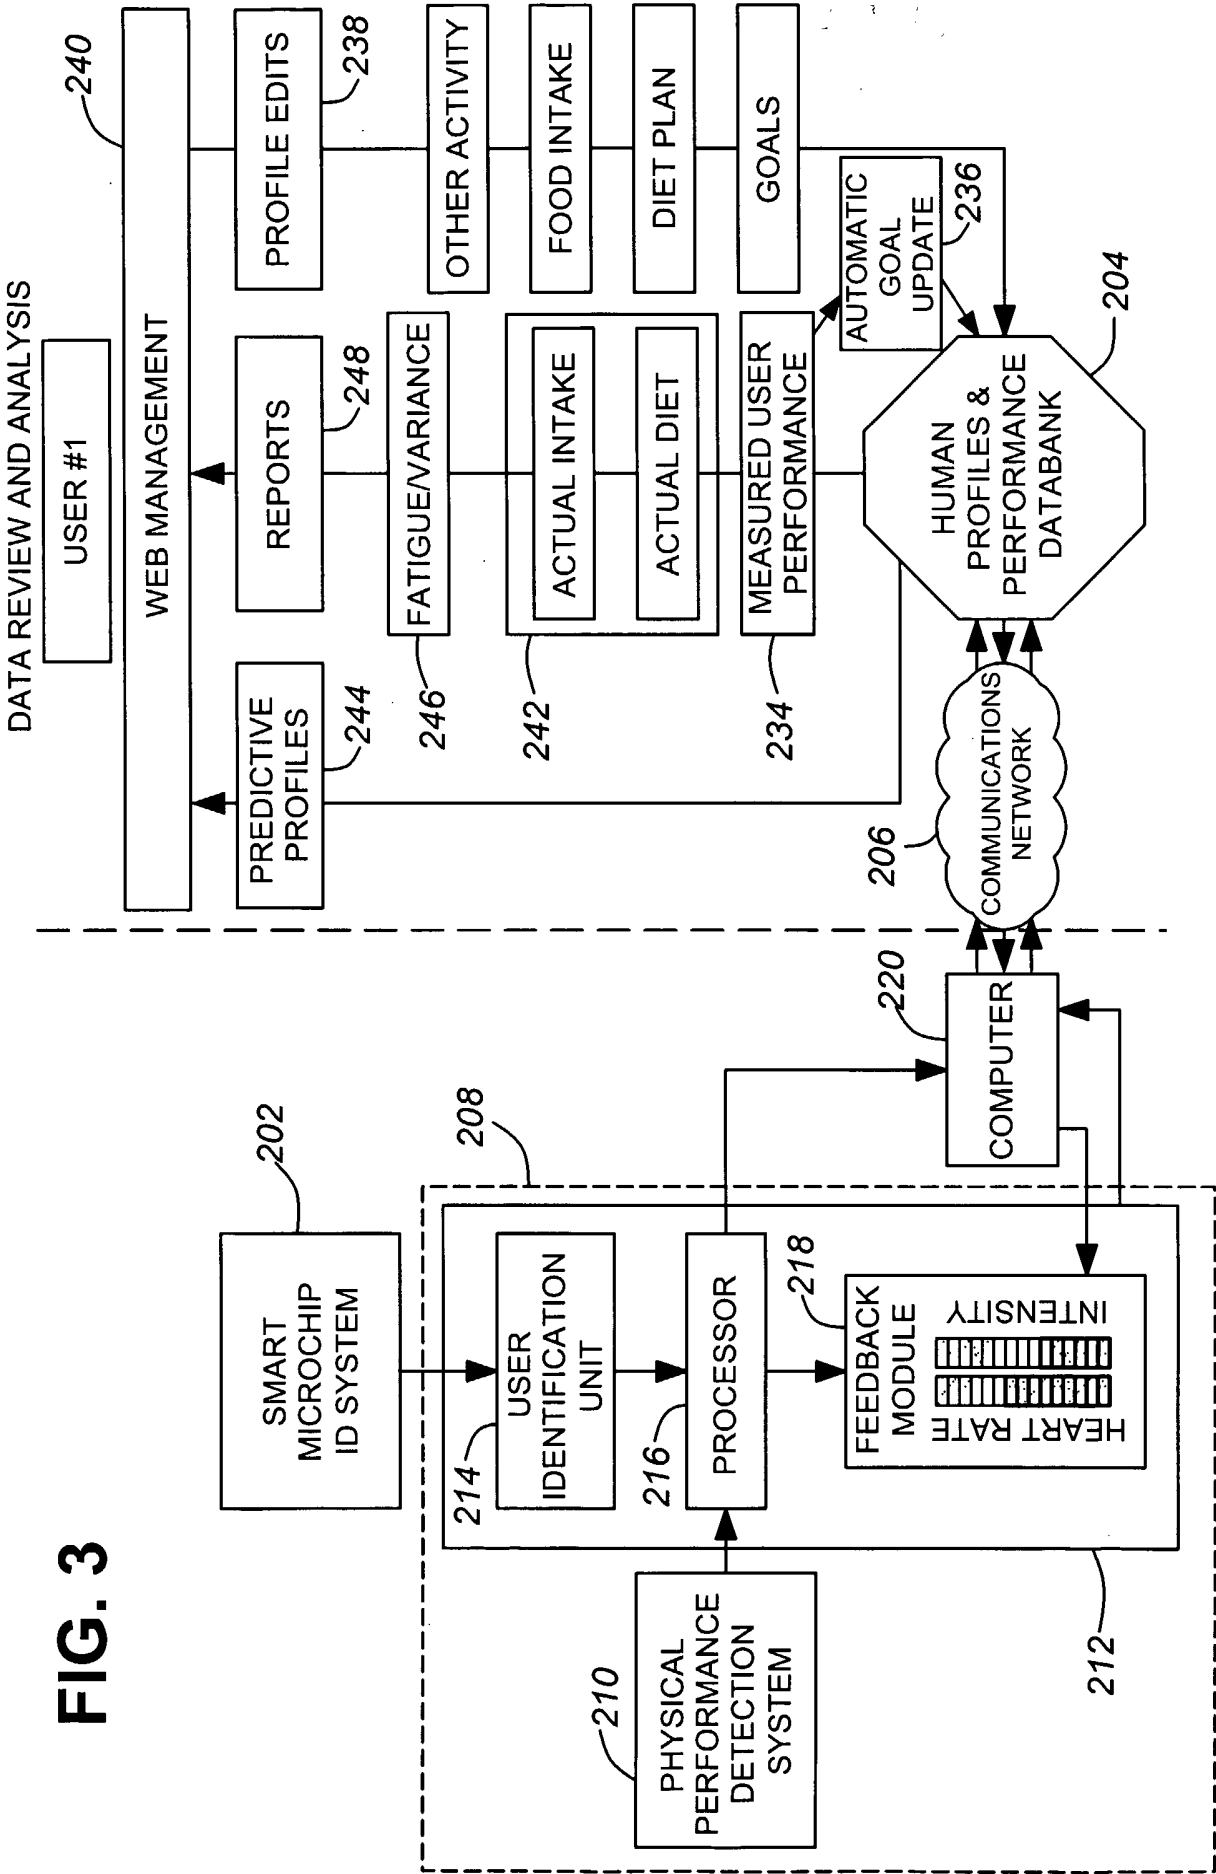 FIG. 3
DATA REVIEW AND ANALYSIS
USER #1
240
WEB MANAGEMENT
PREDICTIVE
PROFILES
244
REPORTS
248
PROFILE EDITS
238
FATIGUE/VARIANCE
246
OTHER ACTIVITY
ACTUAL INTAKE
ACTUAL DIET
242
FOOD INTAKE
DIET PLAN
MEASURED USER
PERFORMANCE
234
GOALS
AUTOMATIC
GOAL
UPDATE
236
HUMAN
PROFILES &
PERFORMANCE
DATABANK
204
COMMUNICATIONS
NETWORK
206
COMPUTER
220
SMART
MICROCHIP
ID SYSTEM
202
208
USER
IDENTIFICATION
UNIT
214
PROCESSOR
216
FEEDBACK
MODULE
218
HEART RATE
INTENSITY
PHYSICAL
PERFORMANCE
DETECTION
SYSTEM
210
212